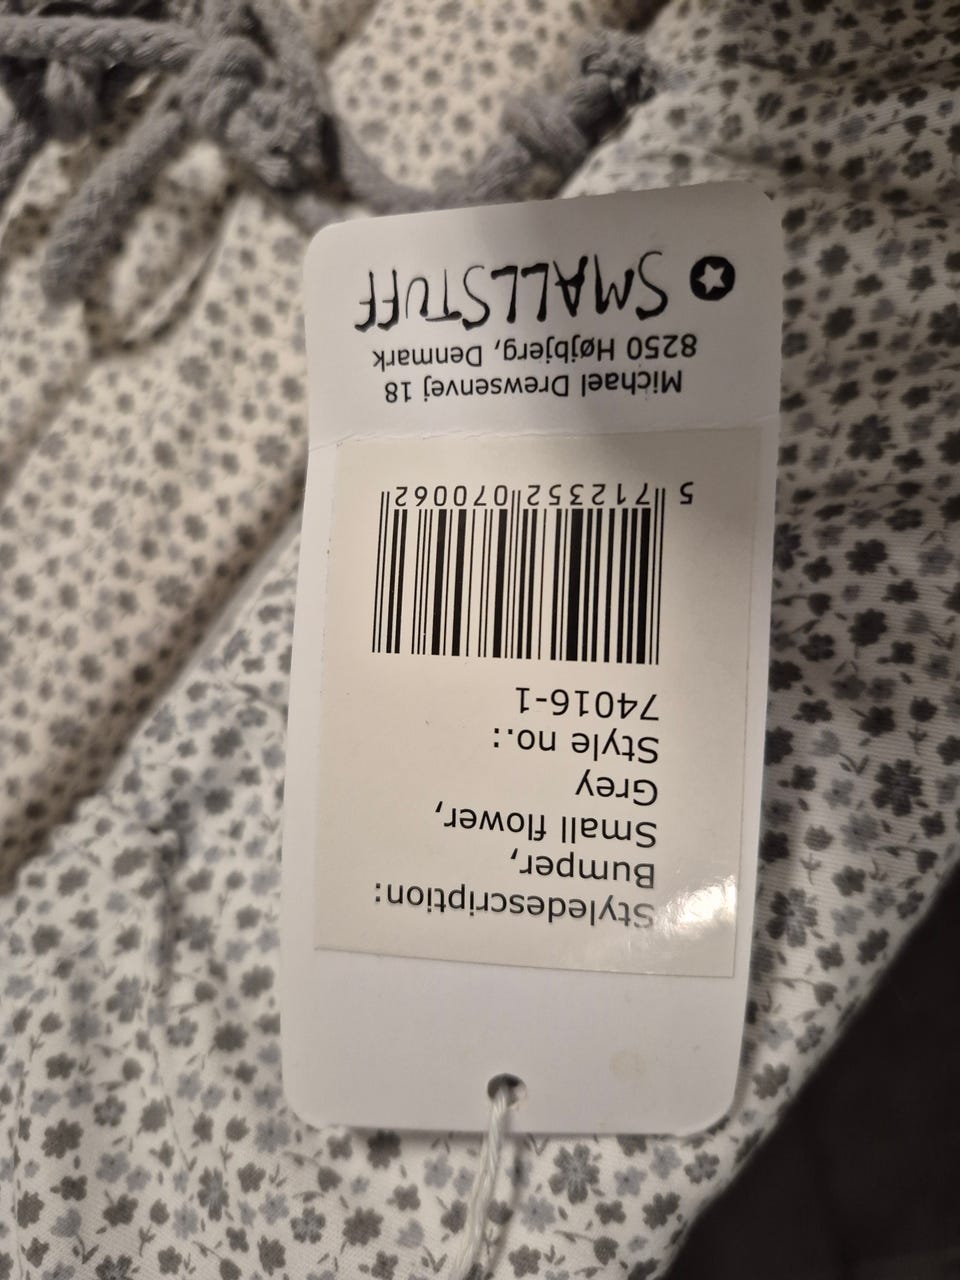 Styledescription:
Bumper,
Small flower,
Grey
Style no.:
74016-1
5 712352 070062
Michael Drewsenvej 18
8250 Højbjerg, Denmark
SMALLSTUFF